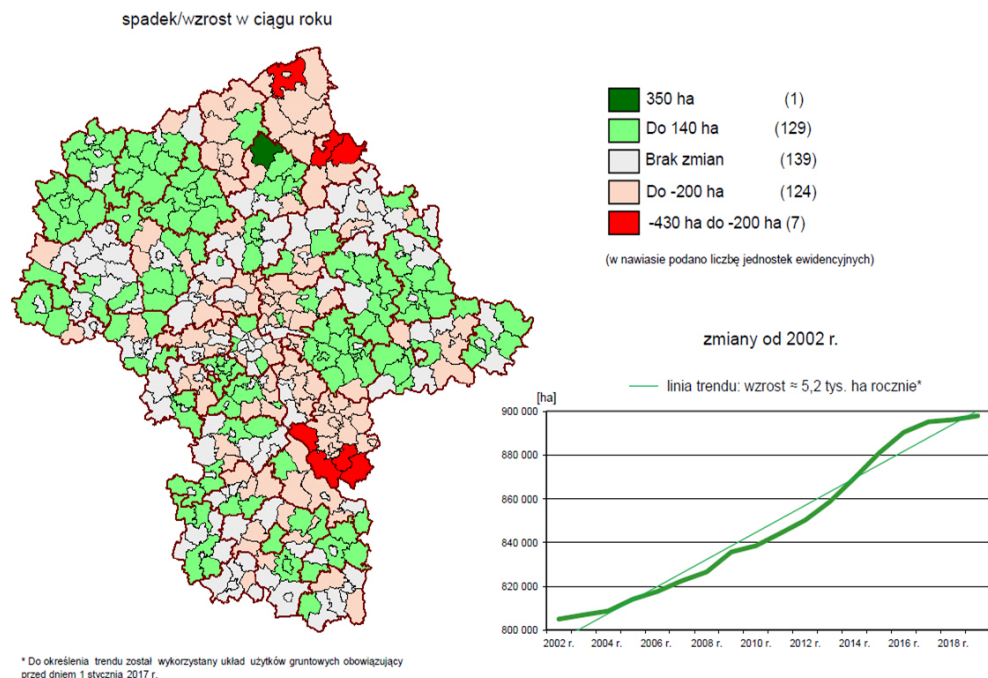 spadek/wzrost w ciągu roku
350 ha (1)
Do 140 ha (129)
Brak zmian (139)
Do -200 ha (124)
-430 ha do -200 ha (7)
(w nawiasie podano liczbę jednostek ewidencyjnych)
zmiany od 2002 r.
linia trendu: wzrost ≈ 5,2 tys. ha rocznie*
[ha]
900 000
880 000
860 000
840 000
820 000
800 000
2002 r. 2004 r. 2006 r. 2008 r. 2010 r. 2012 r. 2014 r. 2016 r. 2018 r.
* Do określenia trendu został wykorzystany układ użytków gruntowych obowiązujący
przed dniem 1 stycznia 2017 r.